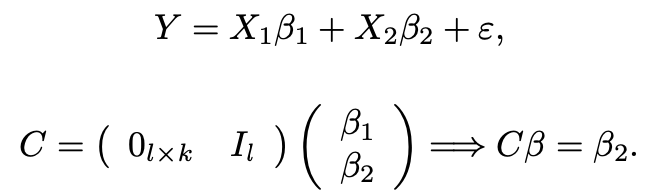 Y = X₁β₁ + X₂β₂ + ε,
C = ( 0_{l×k} I_l ) ( β₁ β₂ ) ⟹ Cβ = β₂.